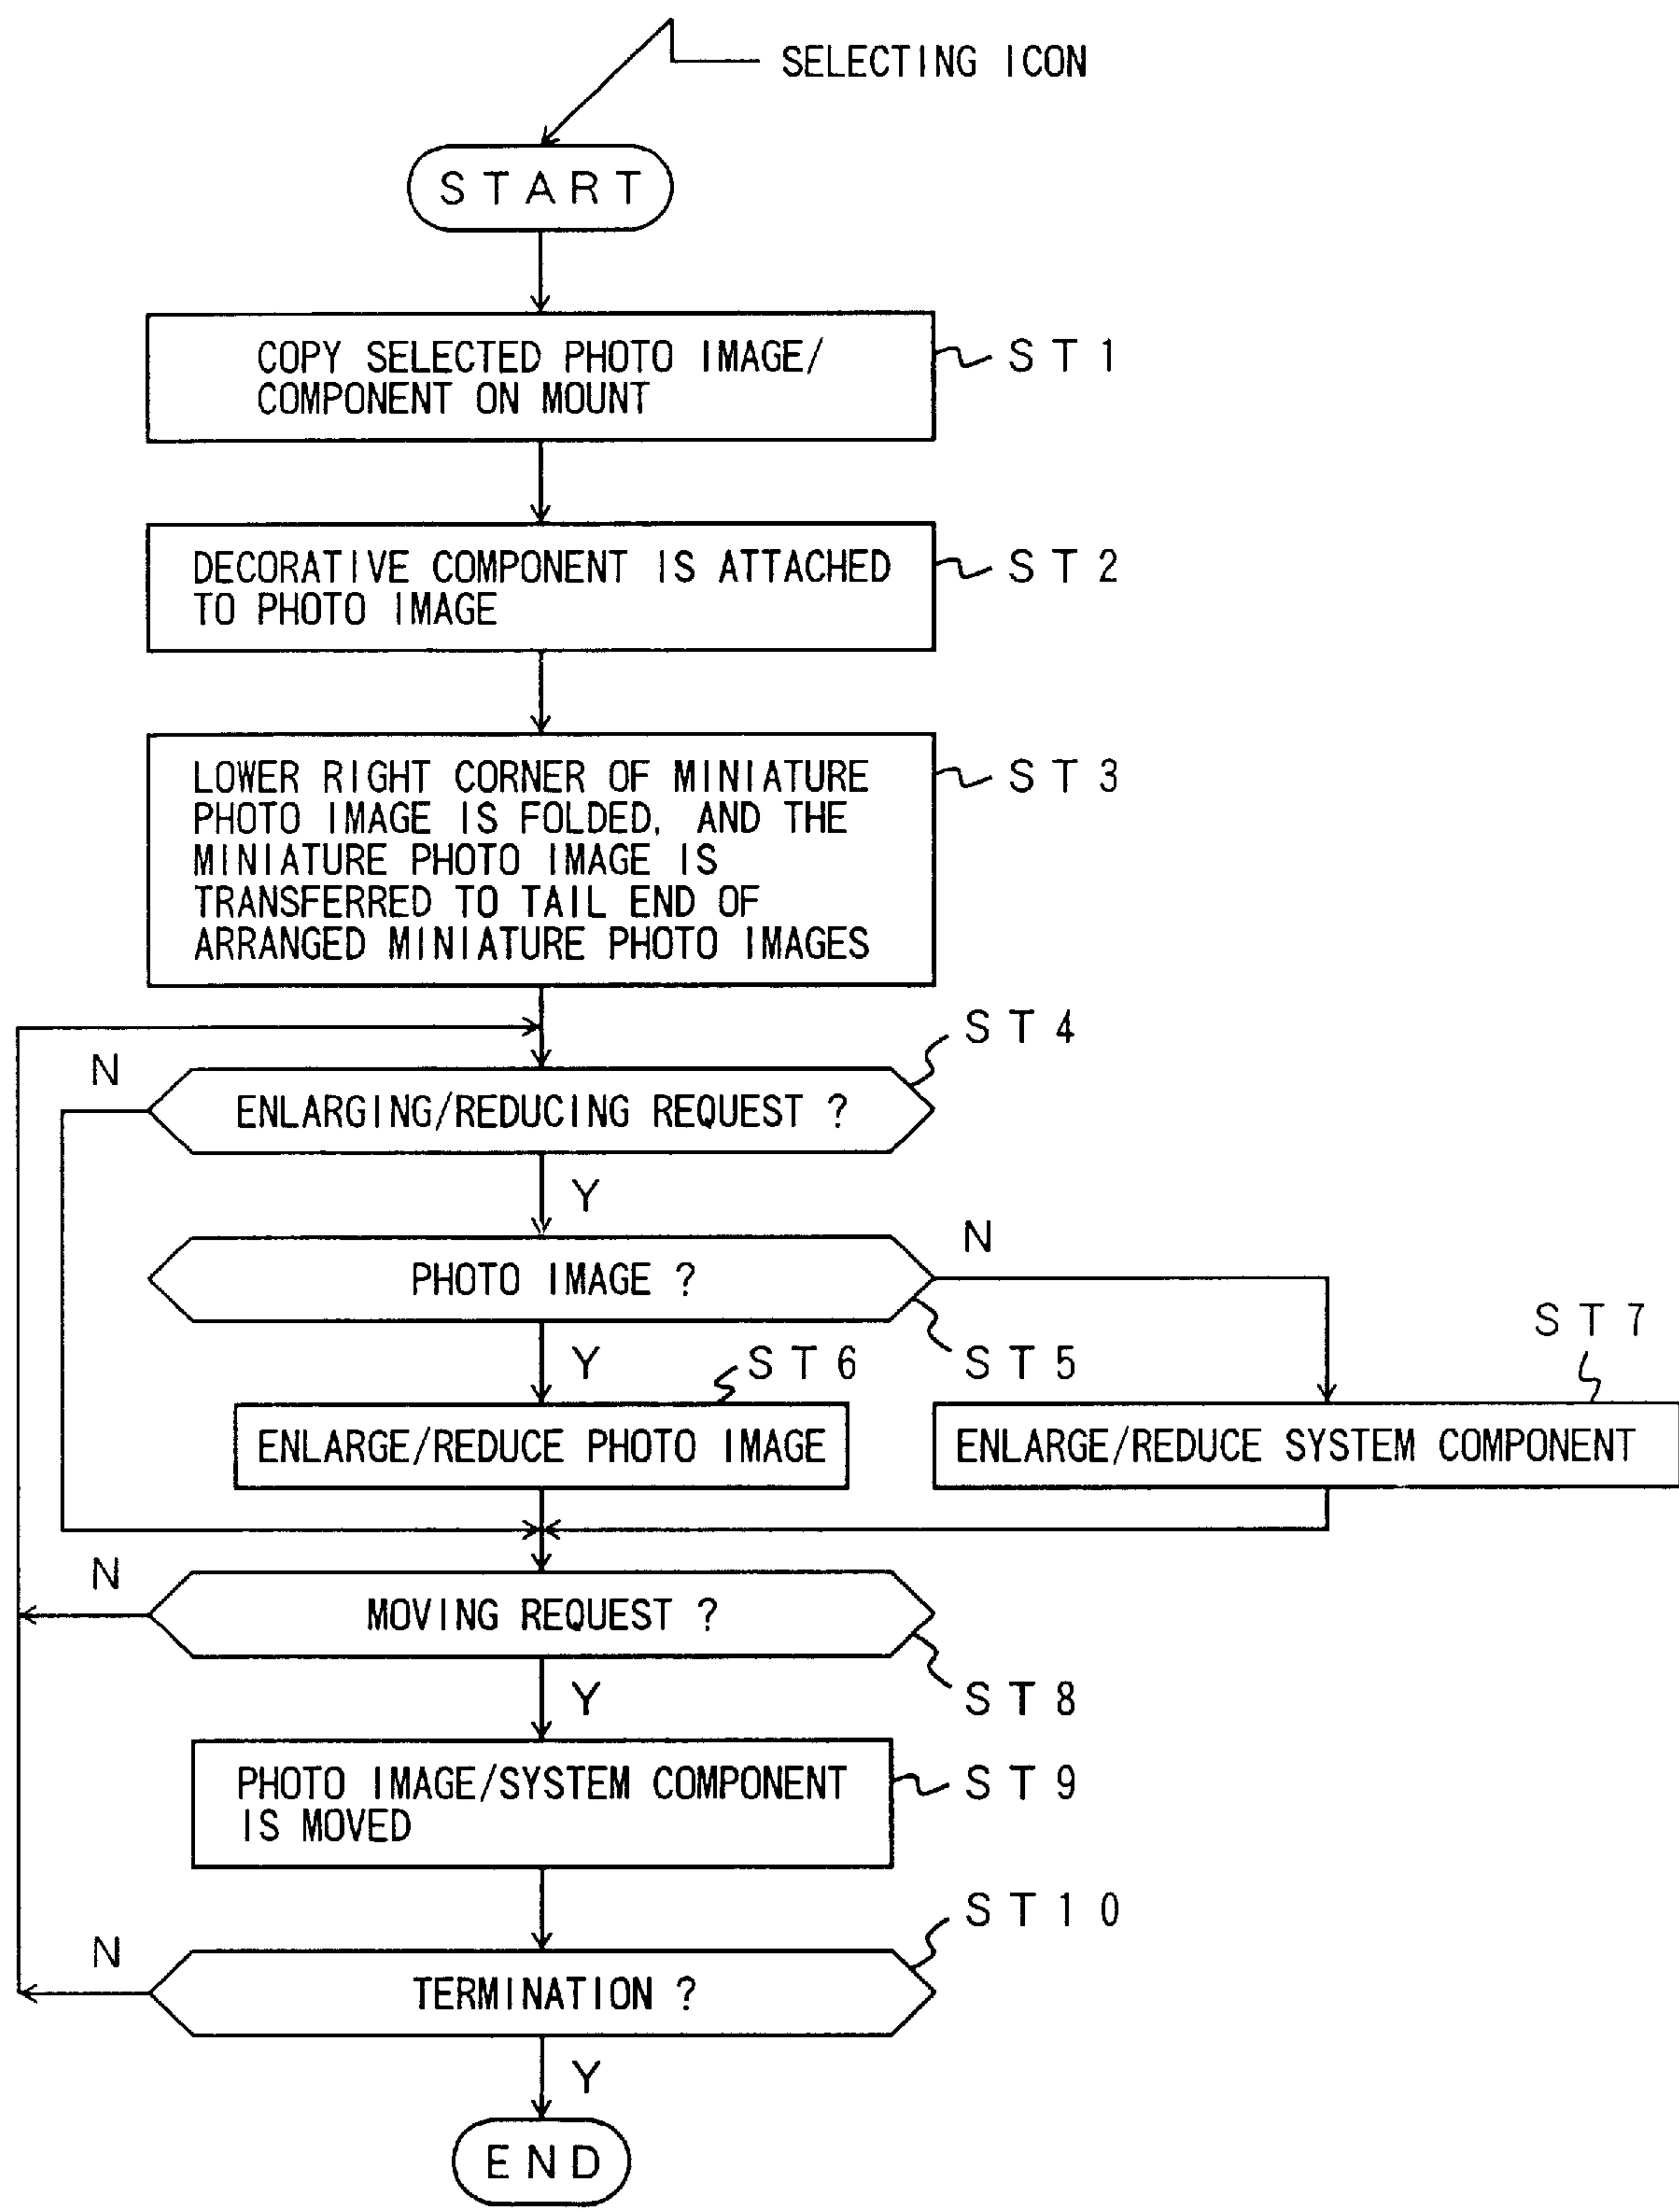 SELECTING ICON
START
COPY SELECTED PHOTO IMAGE/
COMPONENT ON MOUNT
ST1
DECORATIVE COMPONENT IS ATTACHED
TO PHOTO IMAGE
ST2
LOWER RIGHT CORNER OF MINIATURE
PHOTO IMAGE IS FOLDED, AND THE
MINIATURE PHOTO IMAGE IS
TRANSFERRED TO TAIL END OF
ARRANGED MINIATURE PHOTO IMAGES
ST3
ST4
N
ENLARGING/REDUCING REQUEST ?
Y
N
PHOTO IMAGE ?
ST5
Y
ST6
ST7
ENLARGE/REDUCE PHOTO IMAGE
ENLARGE/REDUCE SYSTEM COMPONENT
N
MOVING REQUEST ?
ST8
Y
PHOTO IMAGE/SYSTEM COMPONENT
IS MOVED
ST9
ST10
N
TERMINATION ?
Y
END